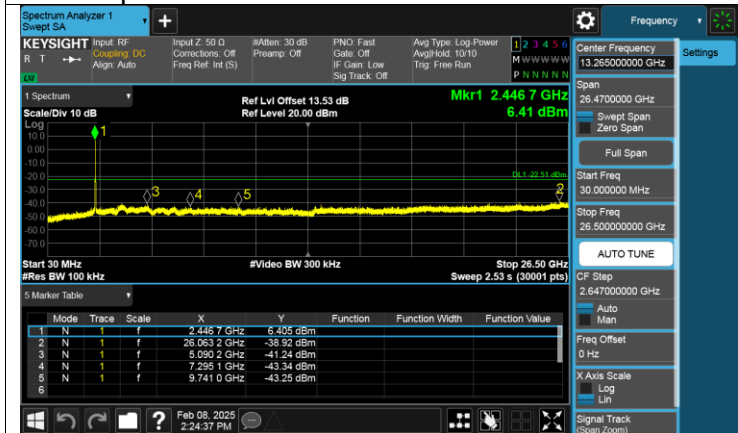 Spectrum Analyzer 1
Swept SA
Frequency
KEYSIGHT
R T
LXI
Input: RF
Coupling: DC
Align: Auto
Input Z: 50 Ω
Corrections: Off
Freq Ref: Int (S)
#Atten: 30 dB
Preamp: Off
PNO: Fast
Gate: Off
IF Gain: Low
Sig Track: Off
Avg Type: Log-Power
Avg|Hold: 10/10
Trig: Free Run
1 2 3 4 5 6
M W W W W W
P N N N N N
1 Spectrum
Scale/Div 10 dB
Log
Ref Lvl Offset 13.53 dB
Ref Level 20.00 dBm
Mkr1 2.446 7 GHz
6.41 dBm
10.0
0.00
-10.0
-20.0
-30.0
-40.0
-50.0
-60.0
-70.0
1
3
4
5
2
DL1 -22.51 dBm
Start 30 MHz
#Res BW 100 kHz
#Video BW 300 kHz
Stop 26.50 GHz
Sweep 2.53 s (30001 pts)
5 Marker Table
Mode Trace Scale X Y Function Function Width Function Value
1 N 1 f 2.446 7 GHz 6.405 dBm
2 N 1 f 26.063 2 GHz -38.92 dBm
3 N 1 f 5.090 2 GHz -41.24 dBm
4 N 1 f 7.295 1 GHz -43.34 dBm
5 N 1 f 9.741 0 GHz -43.25 dBm
6
Feb 08, 2025
2:24:37 PM
Center Frequency
13.265000000 GHz
Settings
Span
26.4700000 GHz
Swept Span
Zero Span
Full Span
Start Freq
30.000000 MHz
Stop Freq
26.500000000 GHz
AUTO TUNE
CF Step
2.647000000 GHz
Auto
Man
Freq Offset
0 Hz
X Axis Scale
Log
Lin
Signal Track
(Span Zoom)